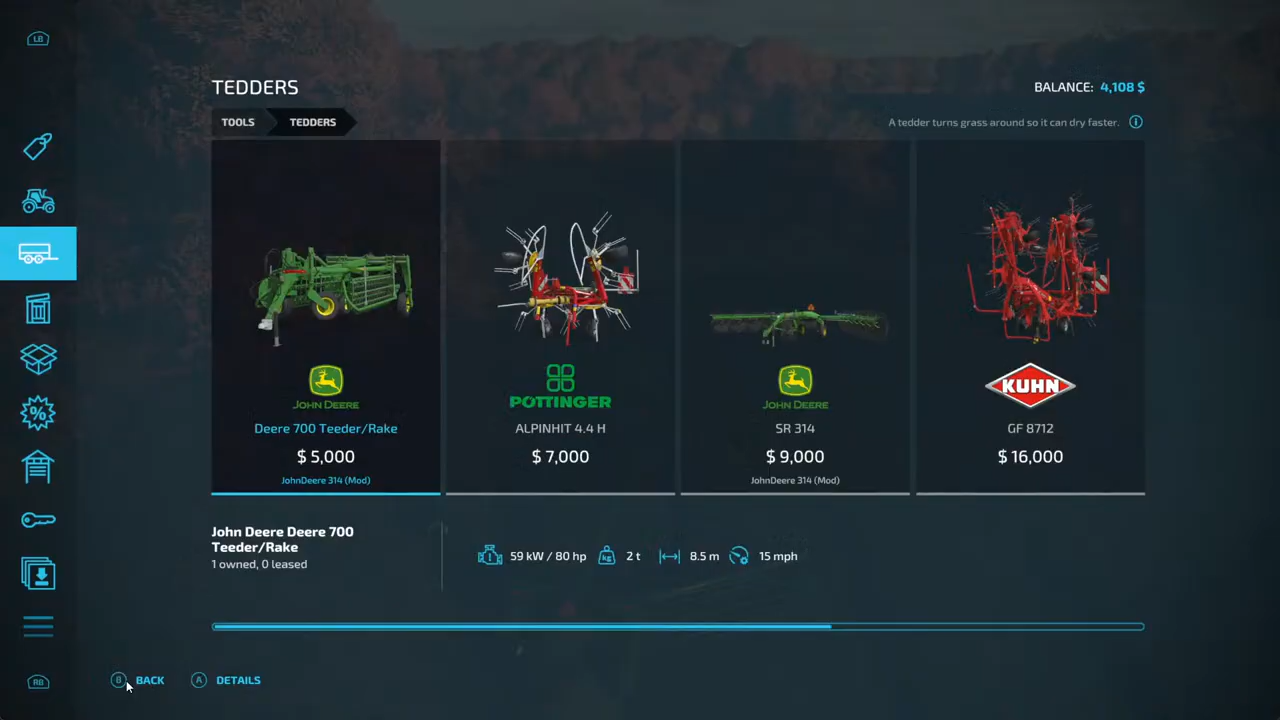 LB
TEDDERS
BALANCE: 4,108 $
TOOLS TEDDERS
A tedder turns grass around so it can dry faster. i
JOHN DEERE
Deere 700 Teeder/Rake
$ 5,000
JohnDeere 314 (Mod)
PÖTTINGER
ALPINHIT 4.4 H
$ 7,000
JOHN DEERE
SR 314
$ 9,000
JohnDeere 314 (Mod)
KUHN
GF 8712
$ 16,000
John Deere Deere 700
Teeder/Rake
1 owned, 0 leased
59 kW / 80 hp kg 2 t 8.5 m 15 mph
%
RB
B BACK A DETAILS